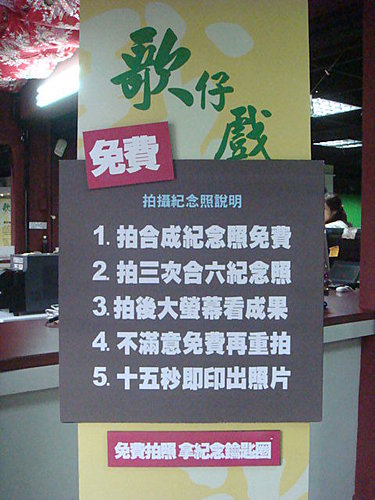 歌仔戲
免費
拍攝紀念照說明
1. 拍合成紀念照免費
2. 拍三次合六紀念照
3. 拍後大螢幕看成果
4. 不滿意免費再重拍
5. 十五秒即印出照片
免費拍照 拿紀念鑰匙圈